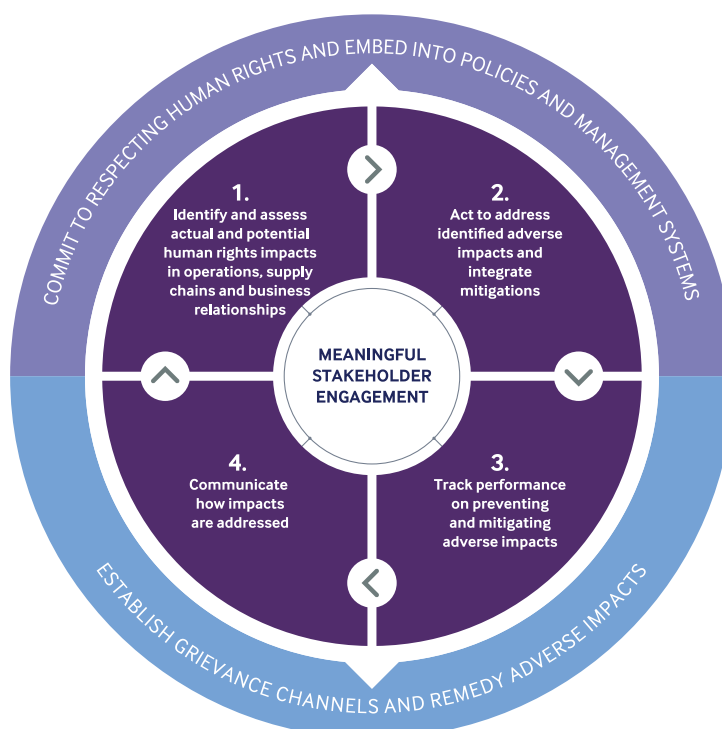 COMMIT TO RESPECTING HUMAN RIGHTS AND EMBED INTO POLICIES AND MANAGEMENT SYSTEMS
1.
Identify and assess
actual and potential
human rights impacts
in operations, supply
chains and business
relationships
2.
Act to address
identified adverse
impacts and
integrate
mitigations
MEANINGFUL
STAKEHOLDER
ENGAGEMENT
3.
Track performance
on preventing
and mitigating
adverse impacts
4.
Communicate
how impacts
are addressed
ESTABLISH GRIEVANCE CHANNELS AND REMEDY ADVERSE IMPACTS